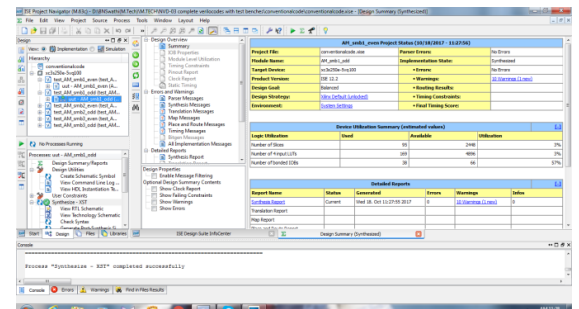 ISE Project Navigator
File Edit View Project Source Process Tools Window Layout Help
Design
View: Implementation Simulation
Hierarchy
conventionalcode
xc3s250e-5vq100
No Processes Running
Processes: uut - AM_smb1_odd
Design Summary/Reports
Design Utilities
Create Schematic Symbol
View Command Line Log ...
View HDL Instantiation Te...
User Constraints
Synthesize - XST
View RTL Schematic
View Technology Schematic
Check Syntax
Start Design Files Libraries
Design Overview
Summary
IOB Properties
Module Level Utilization
Timing Constraints
Pinout Report
Clock Report
Static Timing
Errors and Warnings
Parser Messages
Synthesis Messages
Translation Messages
Map Messages
Place and Route Messages
Timing Messages
Bitgen Messages
All Implementation Messages
Detailed Reports
Synthesis Report
Design Properties
Enable Message Filtering
Optional Design Summary Contents
Show Clock Report
Show Failing Constraints
Show Warnings
Show Errors
ISE Design Suite InfoCenter
Design Summary (Synthesized)
AM_smb1_even Project Status (10/18/2017 - 11:27:56)
Project File: conventionalcode.xise Parser Errors: No Errors
Module Name: AM_smb1_odd Implementation State: Synthesized
Target Device: xc3s250e-5vq100 • Errors: No Errors
Product Version: ISE 12.2 • Warnings: 10 Warnings (1 new)
Design Goal: Balanced • Routing Results:
Design Strategy: Xilinx Default (unlocked) • Timing Constraints:
Environment: System Settings • Final Timing Score:
Device Utilization Summary (estimated values)
Logic Utilization Used Available Utilization
Number of Slices 93 2448 3%
Number of 4 input LUTs 169 4896 3%
Number of bonded IOBs 38 66 57%
Detailed Reports
Report Name Status Generated Errors Warnings Infos
Synthesis Report Current Wed 18. Oct 11:27:55 2017 0 10 Warnings (1 new) 0
Translation Report
Map Report
Console
Process "Synthesize - XST" completed successfully
Console Errors Warnings Find in Files Results